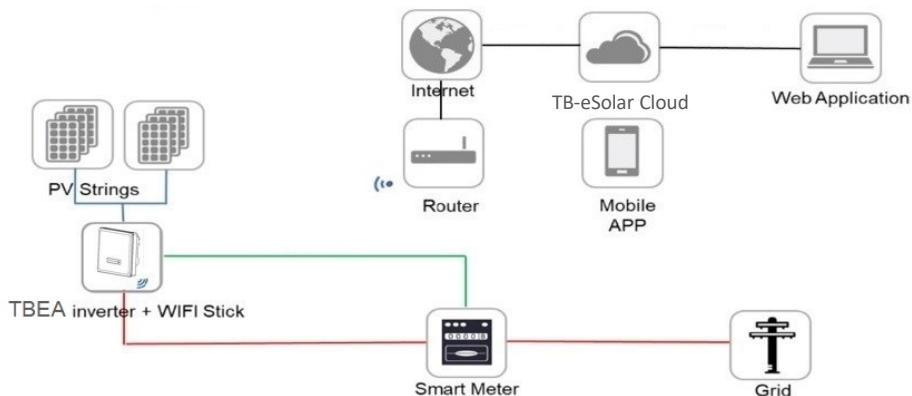 Internet
TB-eSolar Cloud
Web Application
PV Strings
Router
Mobile
APP
TBEA inverter + WIFI Stick
Smart Meter
Grid